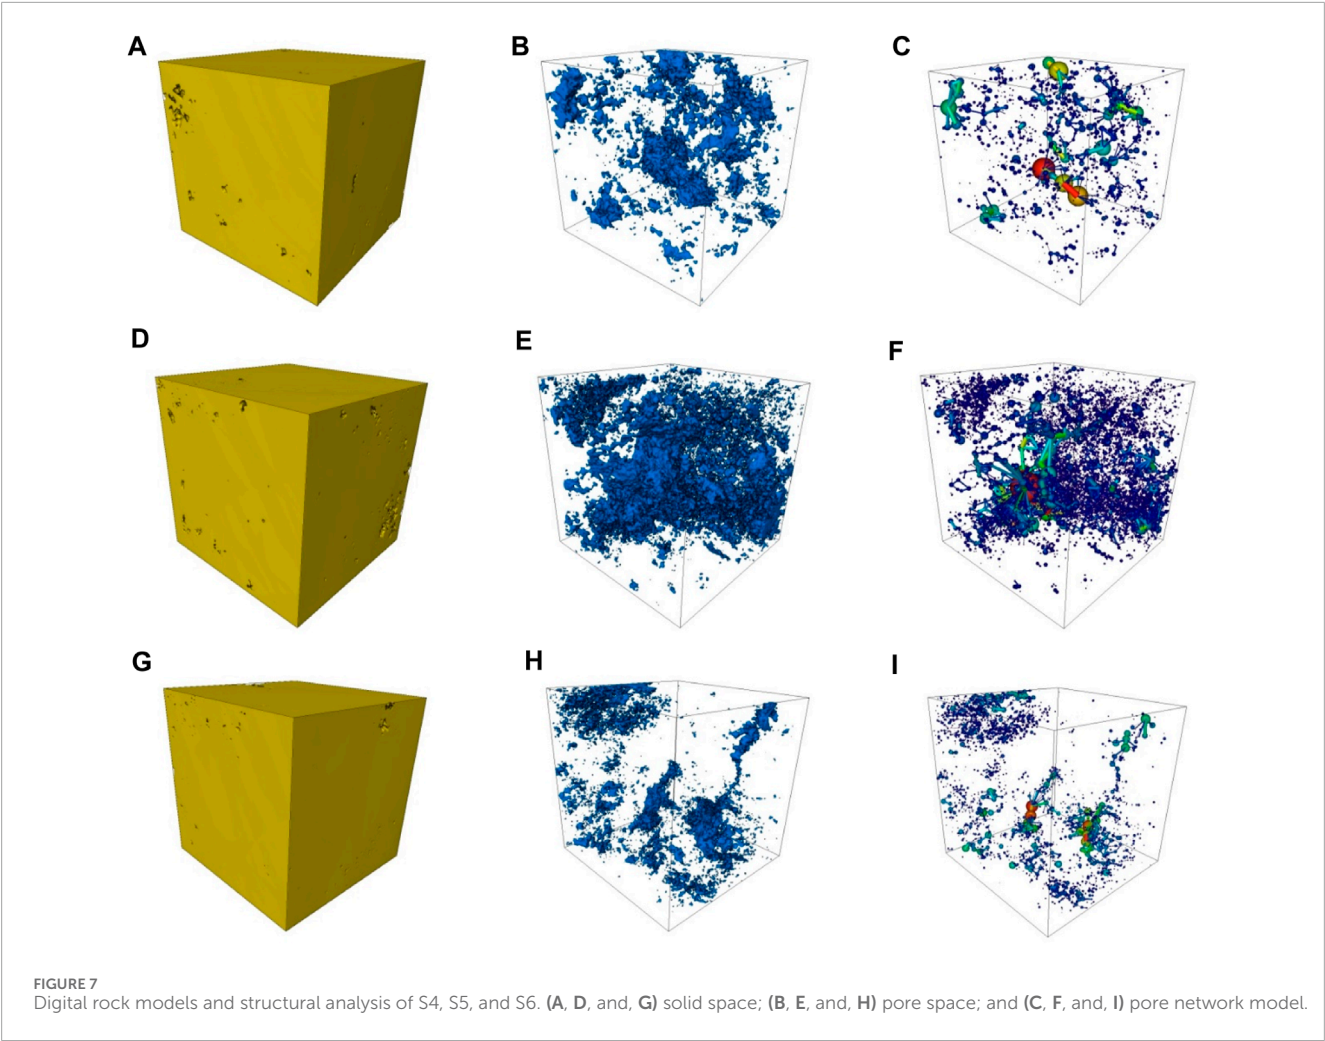 A
B
C
D
E
F
G
H
I
FIGURE 7
Digital rock models and structural analysis of S4, S5, and S6. (A, D, and, G) solid space; (B, E, and, H) pore space; and (C, F, and, I) pore network model.